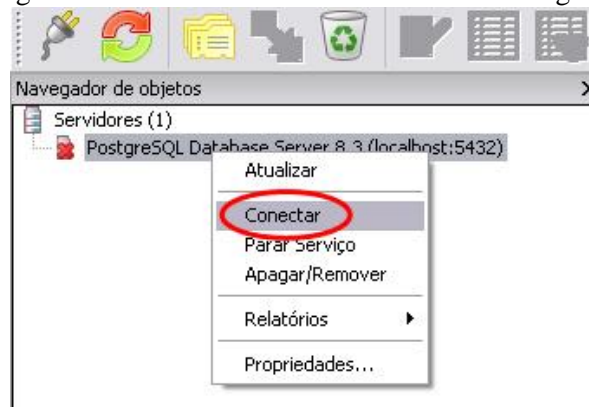 Navegador de objetos
Servidores (1)
PostgreSQL Database Server 8.3 (localhost:5432)
Atualizar
Conectar
Parar Serviço
Apagar/Remover
Relatórios
Propriedades...